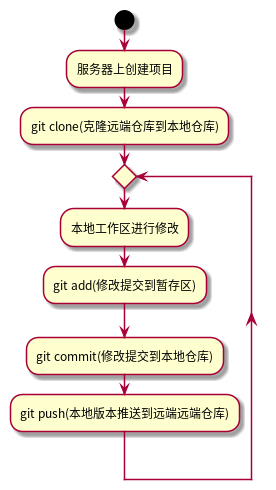 服务器上创建项目
git clone(克隆远端仓库到本地仓库)
本地工作区进行修改
git add(修改提交到暂存区)
git commit(修改提交到本地仓库)
git push(本地版本推送到远端远端仓库)